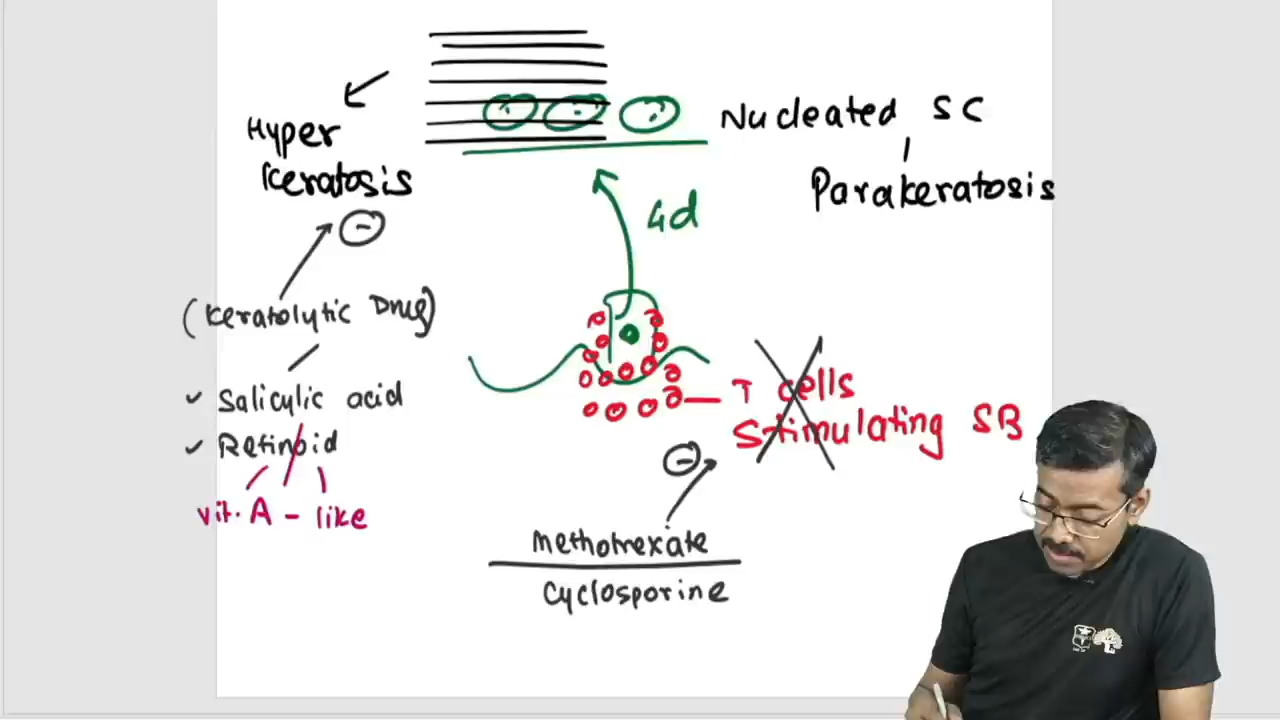 Hyper
Keratosis
Nucleated SC
Parakeratosis
4d
(Keratolytic Drug)
✓ Salicylic acid
✓ Retinoid
vit. A - like
T cells
Stimulating SB
Methotrexate
Cyclosporine